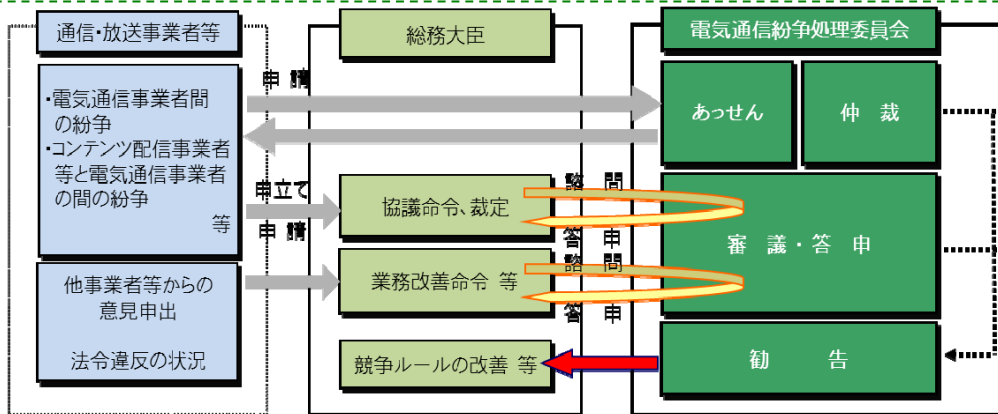 通信・放送事業者等
総務大臣
電気通信紛争処理委員会
・電気通信事業者間
の紛争
・コンテンツ配信事業者
等と電気通信事業者
の間の紛争
等
申請
あっせん
仲 裁
申立て
申請
協議命令、裁定
諮 問
答 申
審 議・答 申
他事業者等からの
意見申出
法令違反の状況
業務改善命令 等
諮 問
答 申
競争ルールの改善 等
勧 告